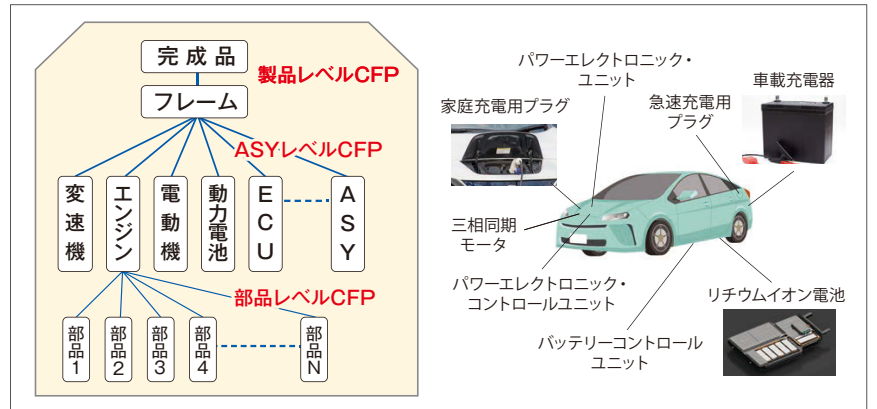 完成品
製品レベルCFP
フレーム
ASYレベルCFP
変速機
エンジン
電動機
動力電池
ECU
ASY
部品レベルCFP
部品1
部品2
部品3
部品4
部品N
パワーエレクトロニック・
ユニット
車載充電器
家庭充電用プラグ
急速充電用
プラグ
三相同期
モータ
パワーエレクトロニック・
コントロールユニット
リチウムイオン電池
バッテリーコントロール
ユニット